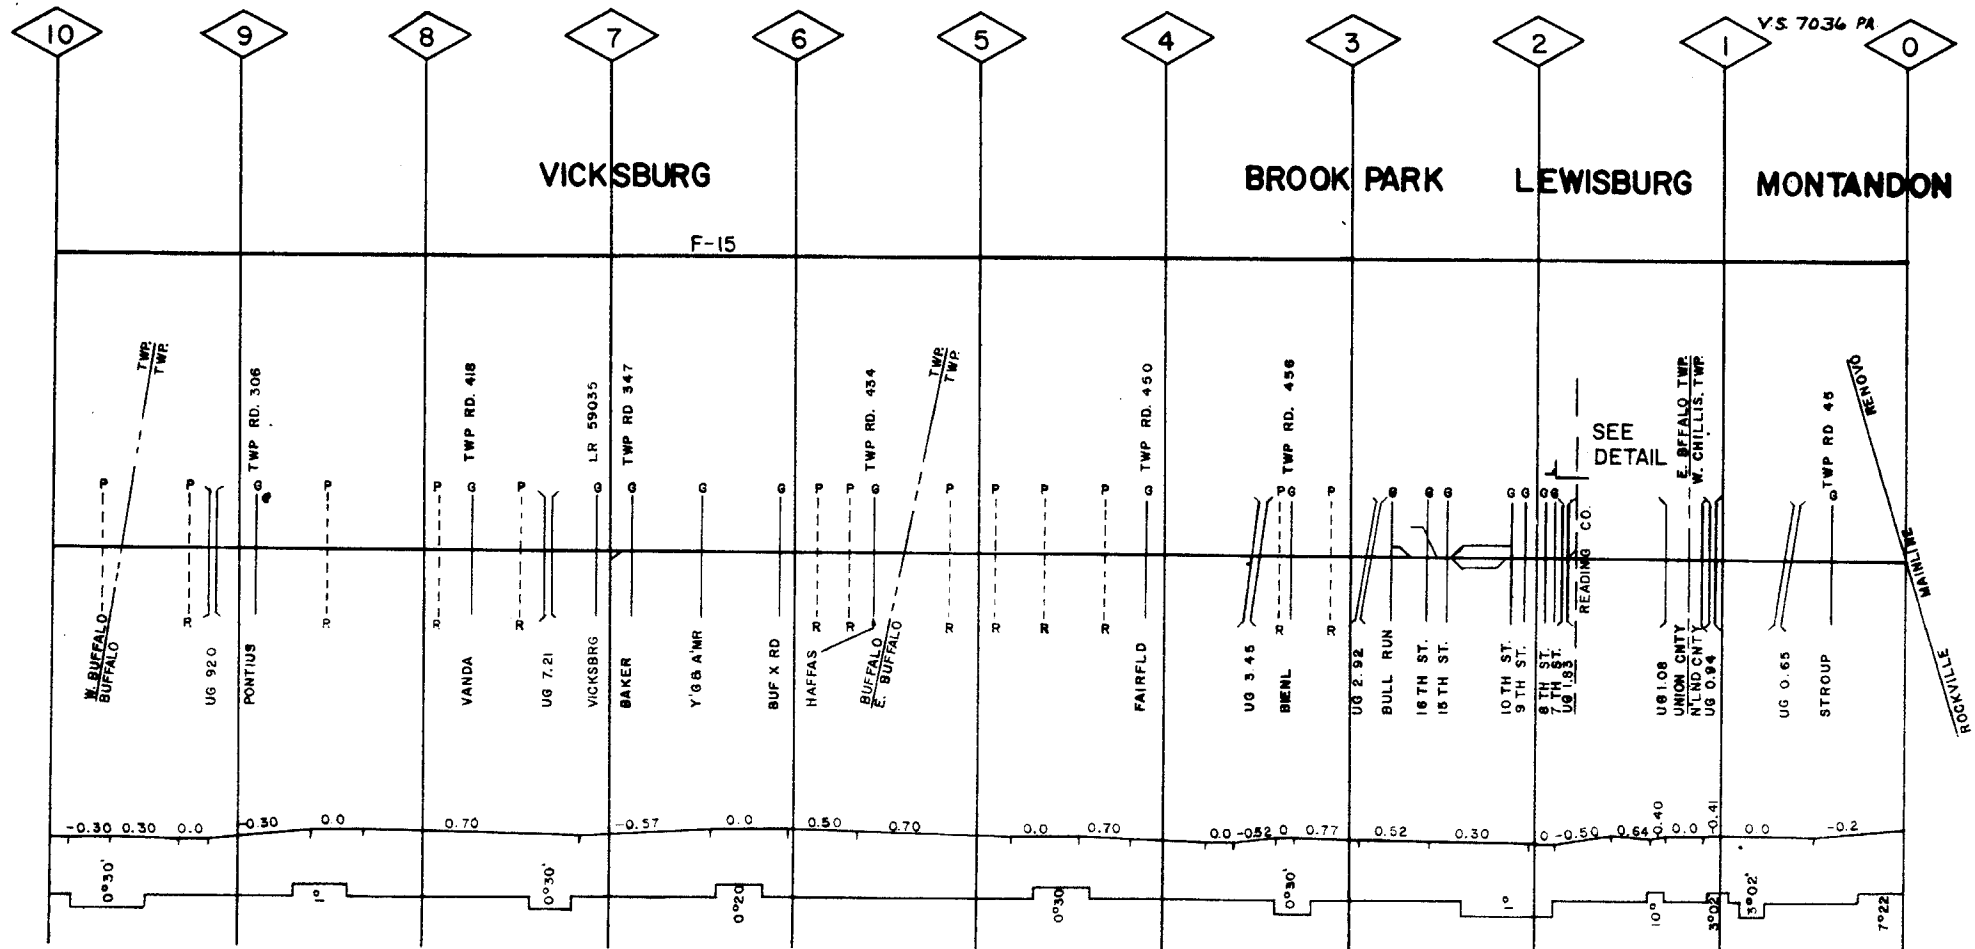 V.S. 7036 PA
10 9 8 7 6 5 4 3 2 1 0
VICKSBURG BROOK PARK LEWISBURG MONTANDON
F-15
TWP.
TWP.
TWP RD. 306
TWP RD. 418
LR 59035
TWP RD 347
TWP RD. 434
TWP.
TWP.
TWP RD. 450
TWP RD. 456
SEE
DETAIL
E. BFFALO TWP.
W. CHILLIS. TWP.
TWP RD 46
RENOVO
MAINLINE
ROCKVILLE
READING CO.
P P G P P G P G G G G P P G P P P P G P G P G G G G G G G G
R R R R R R R R R R R R R
W. BUFFALO
BUFFALO
UG 920
PONTIUS
VANDA
UG 7.21
VICKSBRG
BAKER
Y'G & A'MR
BUF X RD
HAFFAS
BUFFALO
E. BUFFALO
FAIRFLD
UG 3.45
BIENL
UG 2.92
BULL RUN
16 TH ST.
15 TH ST.
10 TH ST.
9 TH ST.
8 TH ST.
7 TH ST.
UG 1.83
UG 1.08
UNION CNTY
N'LND CNTY
UG 0.94
UG 0.65
STROUP
-0.30 0.30 0.0 -0.30 0.0 0.70 -0.57 0.0 0.50 0.70 0.0 0.70 0.0 -0.52 0 0.77 0.52 0.30 0 -0.50 0.64 -0.40 0.0 -0.41 0.0 -0.2
0°30' 1° 0°30' 0°20 0°30 0°30' 1° 10° 3°02' 3°02' 7°22